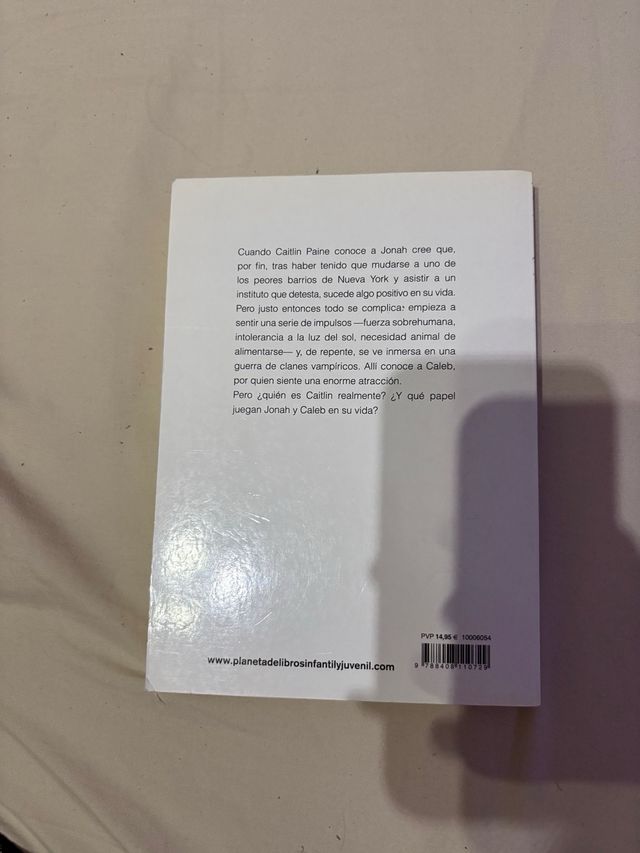 Cuando Caitlin Paine conoce a Jonah cree que,
por fin, tras haber tenido que mudarse a uno de
los peores barrios de Nueva York y asistir a un
instituto que detesta, sucede algo positivo en su vida.
Pero justo entonces todo se complica: empieza a
sentir una serie de impulsos —fuerza sobrehumana,
intolerancia a la luz del sol, necesidad animal de
alimentarse— y, de repente, se ve inmersa en una
guerra de clanes vampíricos. Allí conoce a Caleb,
por quien siente una enorme atracción.
Pero ¿quién es Caitlin realmente? ¿Y qué papel
juegan Jonah y Caleb en su vida?
PVP 14,95 € 10006054
www.planetadelibrosinfantilyjuvenil.com
9 788408 110729